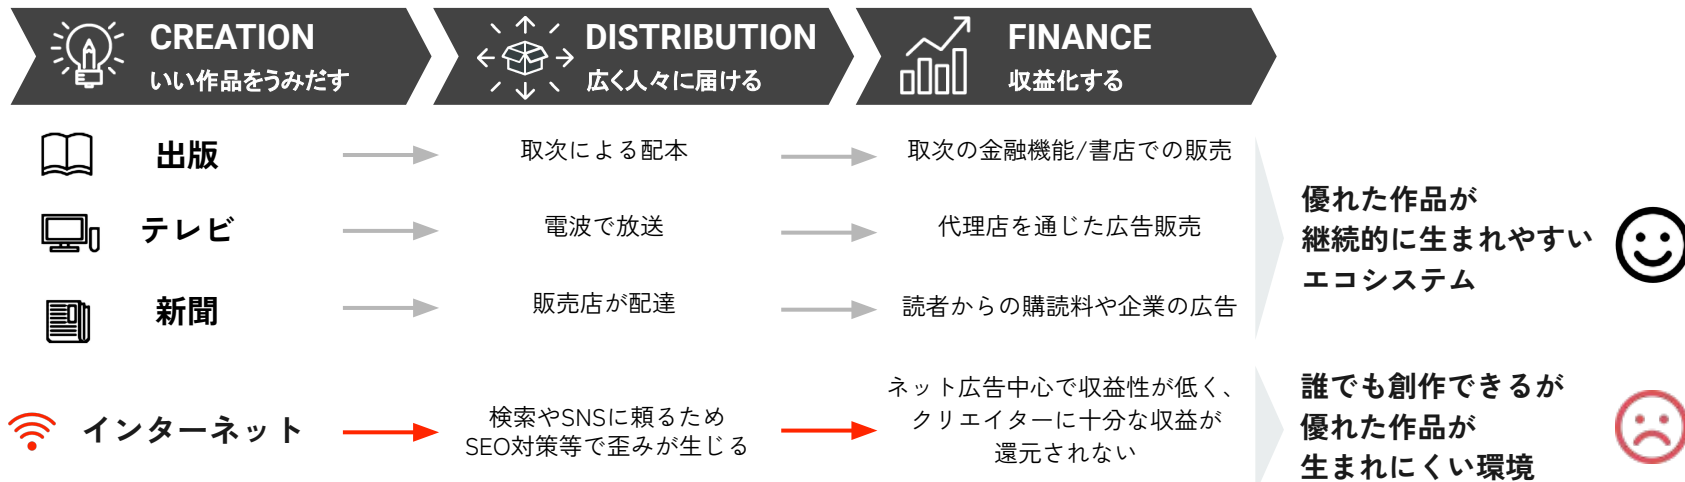 CREATION
いい作品をうみだす
DISTRIBUTION
広く人々に届ける
FINANCE
収益化する
出版
取次による配本
取次の金融機能/書店での販売
テレビ
電波で放送
代理店を通じた広告販売
新聞
販売店が配達
読者からの購読料や企業の広告
優れた作品が
継続的に生まれやすい
エコシステム
インターネット
検索やSNSに頼るため
SEO対策等で歪みが生じる
ネット広告中心で収益性が低く、
クリエイターに十分な収益が
還元されない
誰でも創作できるが
優れた作品が
生まれにくい環境